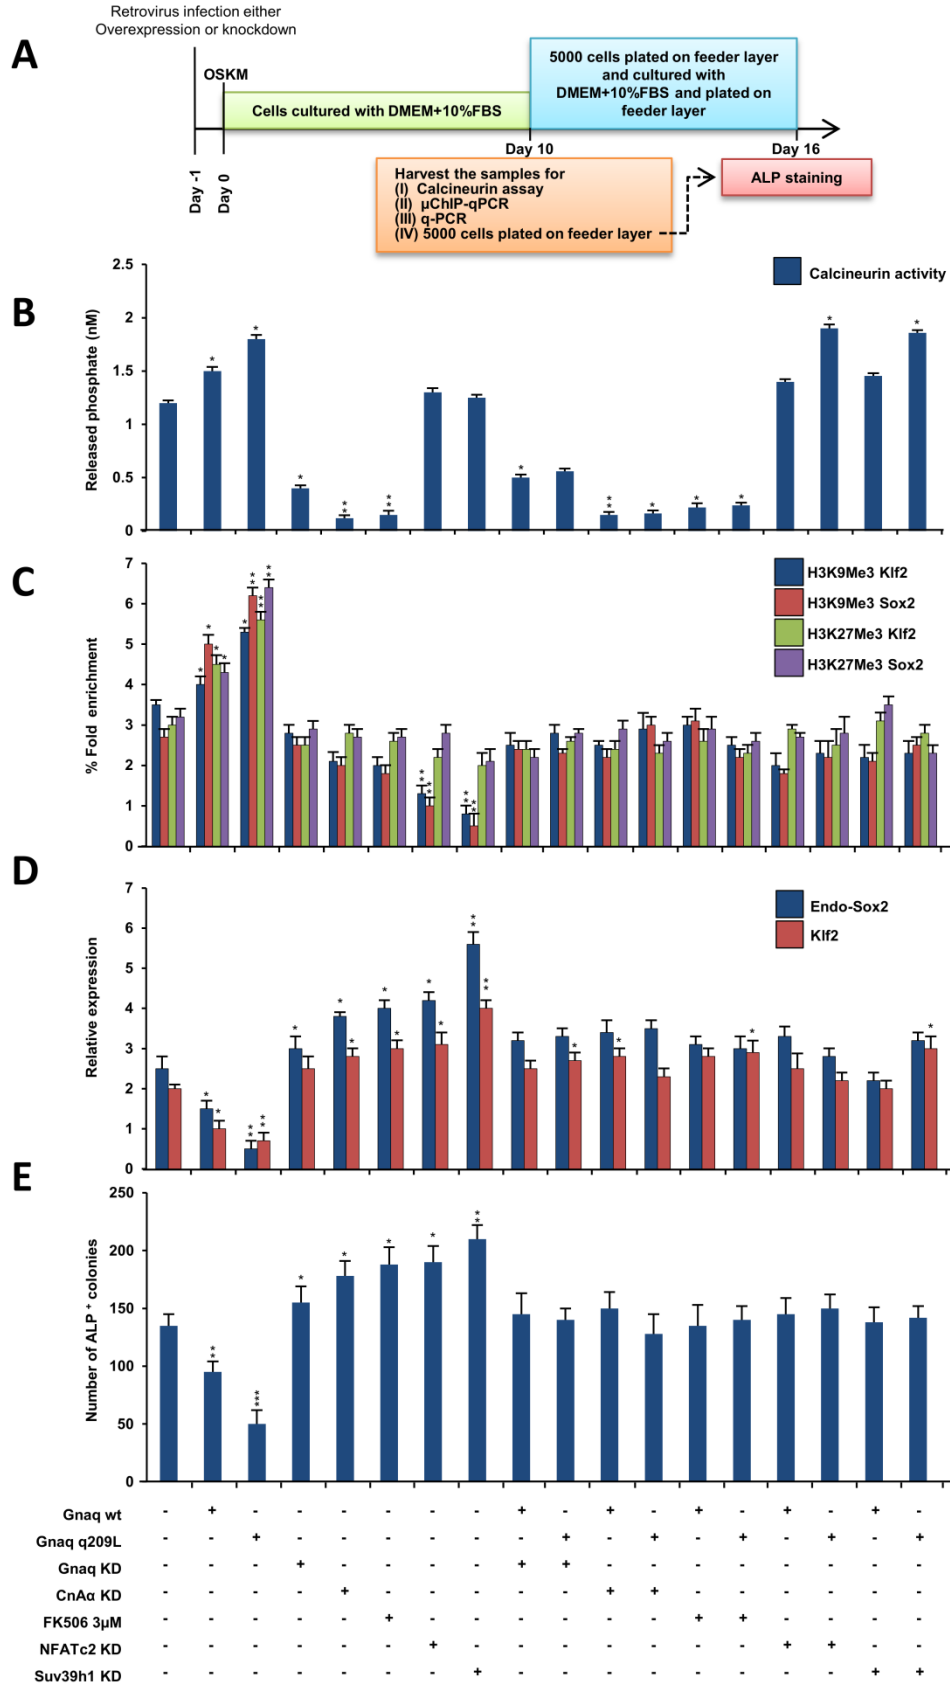 Retrovirus infection either
Overexpression or knockdown
A
OSKM
Cells cultured with DMEM+10%FBS
5000 cells plated on feeder layer
and cultured with
DMEM+10%FBS and plated on
feeder layer
Day -1
Day 0
Day 10
Day 16
Harvest the samples for
(I) Calcineurin assay
(II) µChIP-qPCR
(III) q-PCR
(IV) 5000 cells plated on feeder layer
ALP staining
B
Calcineurin activity
Released phosphate (nM)
2.5
2
1.5
1
0.5
0
* * * ** ** * ** * * * * *
C
H3K9Me3 Klf2
H3K9Me3 Sox2
H3K27Me3 Klf2
H3K27Me3 Sox2
% Fold enrichment
7
6
5
4
3
2
1
0
* * * * * ** ** ** ** ** ** **
D
Endo-Sox2
Klf2
Relative expression
7
6
5
4
3
2
1
0
* * ** ** * * * * * * * ** ** * * * *
E
Number of ALP + colonies
250
200
150
100
50
0
** *** * * * * **
Gnaq wt - + - - - - - - + - + - + - + - + -
Gnaq q209L - - + - - - - - - + - + - + - + - +
Gnaq KD - - - + - - - - + + - - - - - - - -
CnAα KD - - - - + - - - - - + + - - - - - -
FK506 3µM - - - - - + - - - - - - + + - - - -
NFATc2 KD - - - - - - + - - - - - - - + + - -
Suv39h1 KD - - - - - - - + - - - - - - - - + +